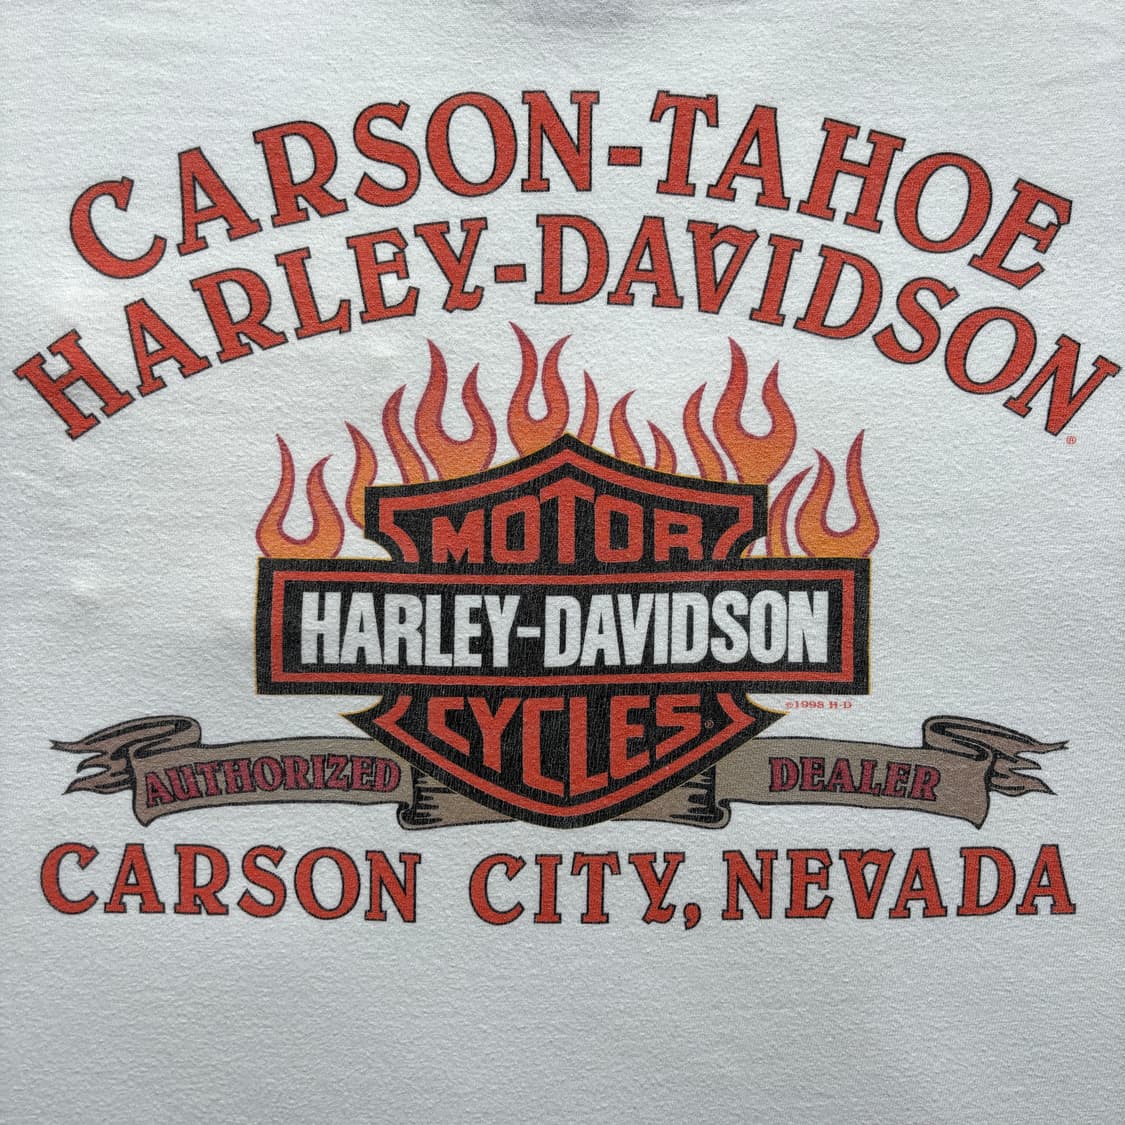 CARSON-TAHOE
HARLEY-DAVIDSON®
MOTOR
HARLEY-DAVIDSON
CYCLES®
©1998 H-D
AUTHORIZED DEALER
CARSON CITY, NEVADA